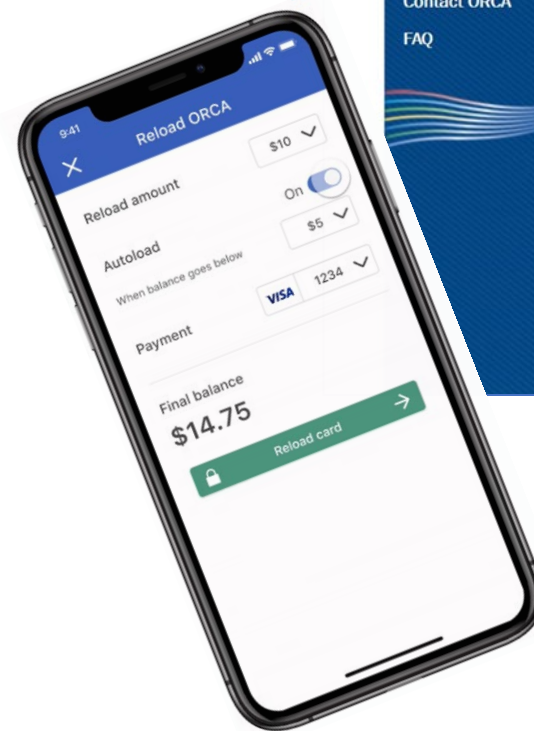 Contact ORCA
FAQ
9:41
Reload ORCA
Reload amount
$10
Autoload
On
When balance goes below
$5
Payment
VISA 1234
Final balance
$14.75
Reload card